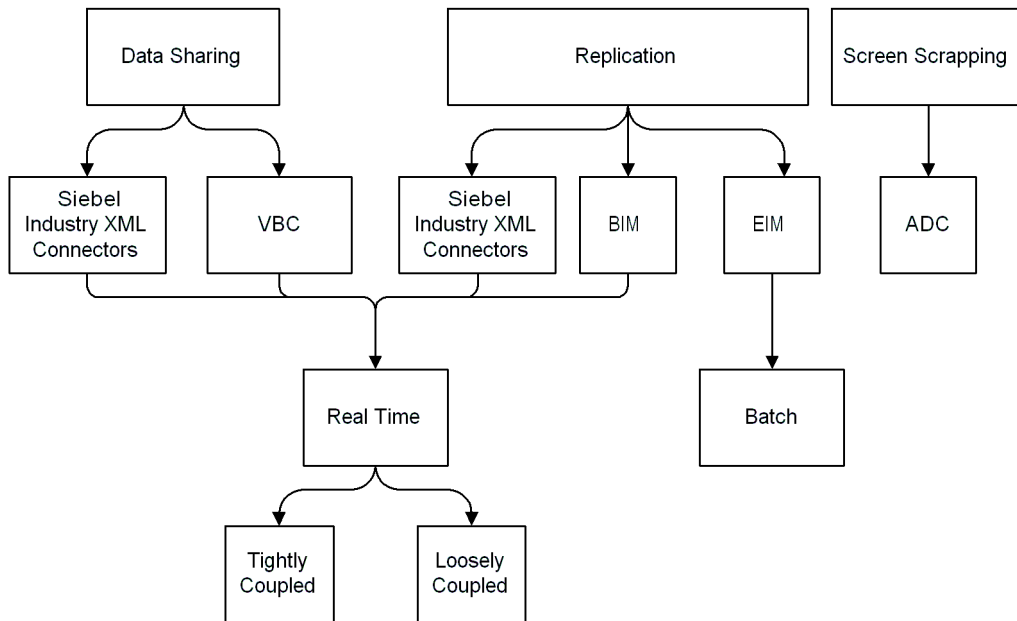 Data Sharing
Replication
Screen Scrapping
Siebel
Industry XML
Connectors
VBC
Siebel
Industry XML
Connectors
BIM
EIM
ADC
Real Time
Batch
Tightly
Coupled
Loosely
Coupled